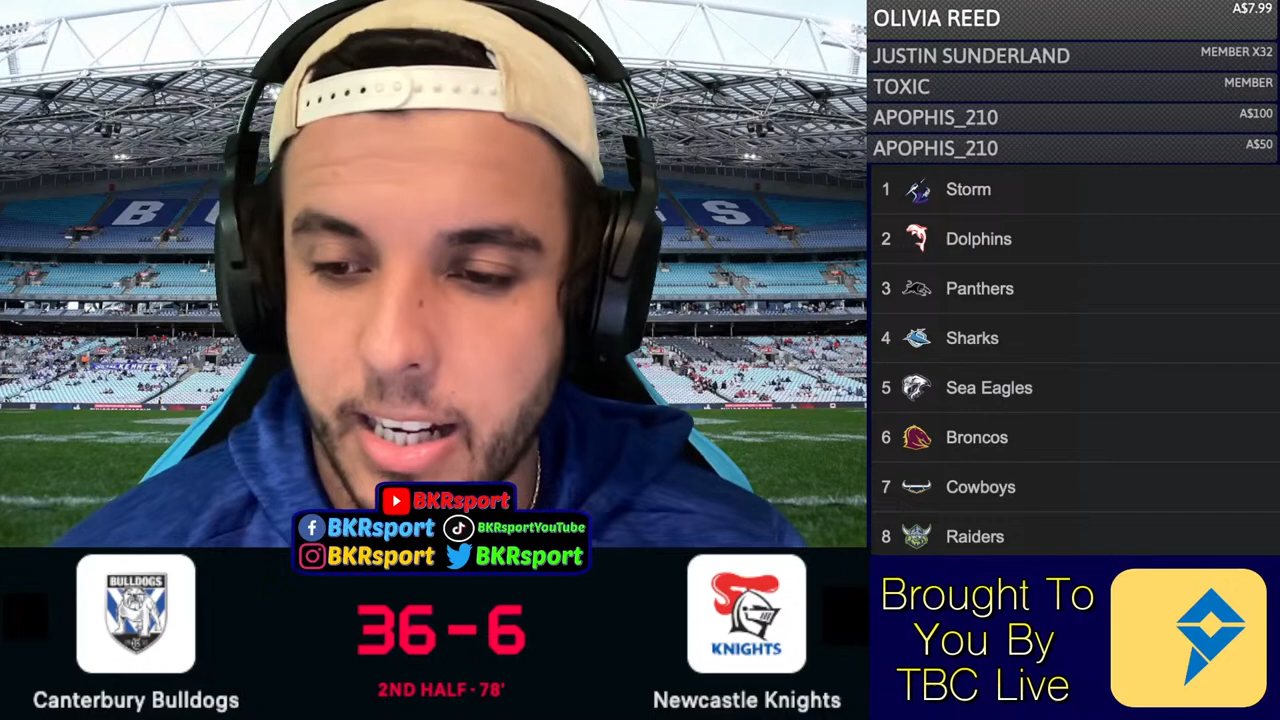 OLIVIA REED A$7.99
JUSTIN SUNDERLAND MEMBER X32
TOXIC MEMBER
APOPHIS_210 A$100
APOPHIS_210 A$50
1 Storm
2 Dolphins
3 Panthers
4 Sharks
5 Sea Eagles
6 Broncos
7 Cowboys
8 Raiders
BKRsport
BKRsport BKRsportYouTube
BKRsport BKRsport
BULLDOGS
36-6
2ND HALF - 78'
KNIGHTS
Canterbury Bulldogs
Newcastle Knights
Brought To
You By
TBC Live